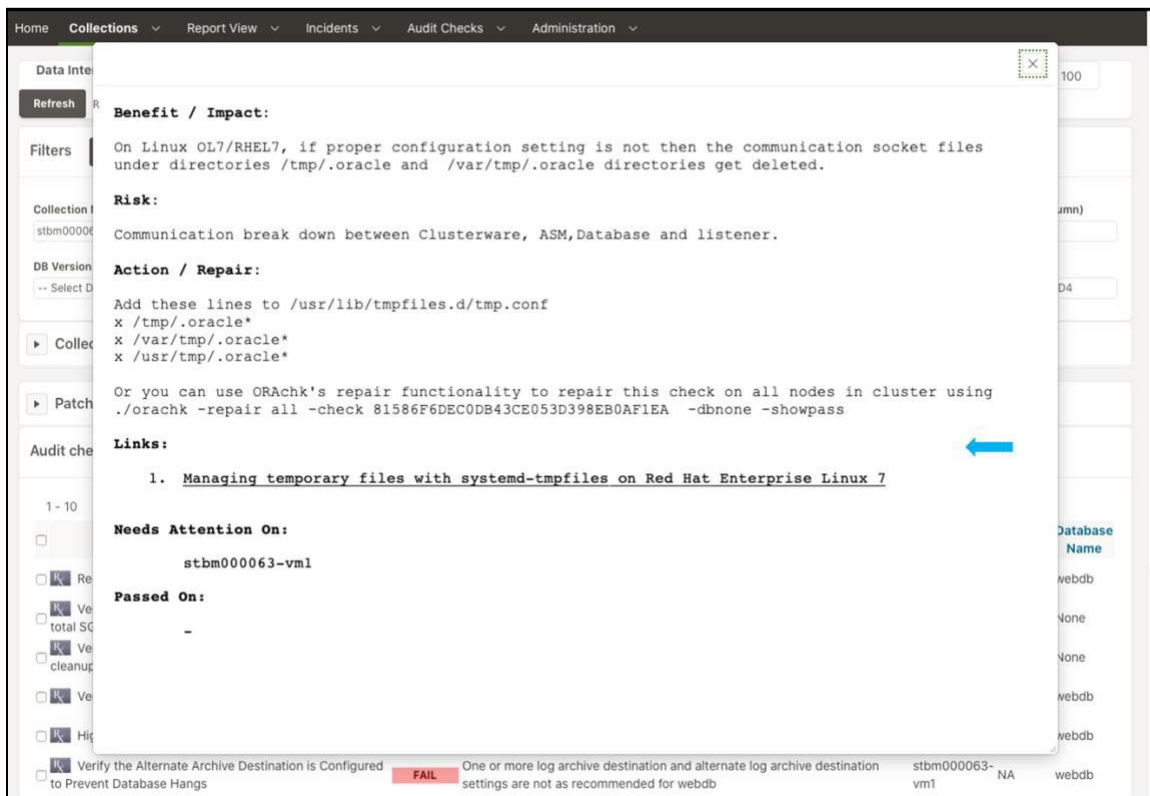 Home Collections Report View Incidents Audit Checks Administration
Data Inte
100
Refresh R
Filters
Collection
umn)
stbm00006
DB Version
-- Select D
D4
Collec
Patch
Audit che
1 - 10
Database
Name
Benefit / Impact:
On Linux OL7/RHEL7, if proper configuration setting is not then the communication socket files
under directories /tmp/.oracle and /var/tmp/.oracle directories get deleted.
Risk:
Communication break down between Clusterware, ASM,Database and listener.
Action / Repair:
Add these lines to /usr/lib/tmpfiles.d/tmp.conf
x /tmp/.oracle*
x /var/tmp/.oracle*
x /usr/tmp/.oracle*
Or you can use ORAchk's repair functionality to repair this check on all nodes in cluster using
./orachk -repair all -check 81586F6DEC0DB43CE053D398EB0AF1EA -dbnone -showpass
Links:
1. Managing temporary files with systemd-tmpfiles on Red Hat Enterprise Linux 7
Needs Attention On:
stbm000063-vm1
Passed On:
-
Re
webdb
Ve
total SG
None
Ve
cleanup
None
Ve
webdb
Hig
webdb
Verify the Alternate Archive Destination is Configured
to Prevent Database Hangs
FAIL
One or more log archive destination and alternate log archive destination
settings are not as recommended for webdb
stbm000063-
vm1
NA
webdb